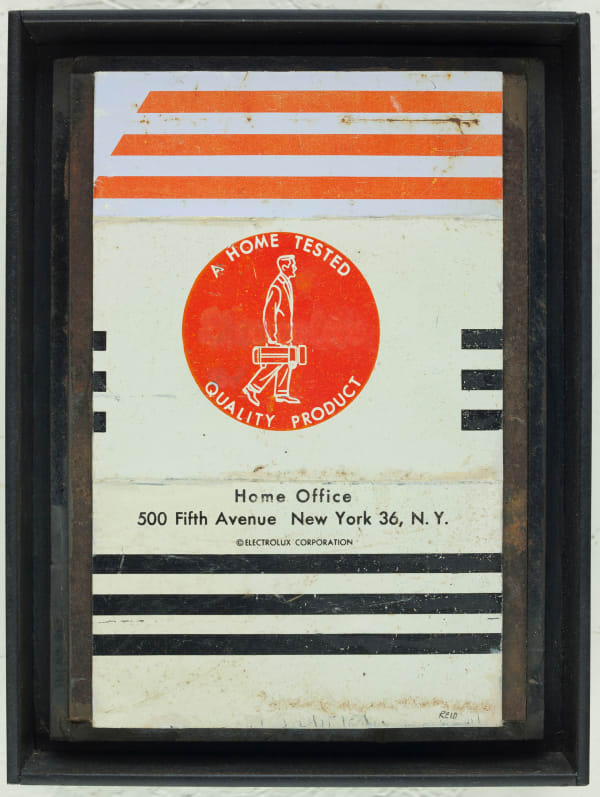 A HOME TESTED
QUALITY PRODUCT
Home Office
500 Fifth Avenue New York 36, N.Y.
©ELECTROLUX CORPORATION
REID